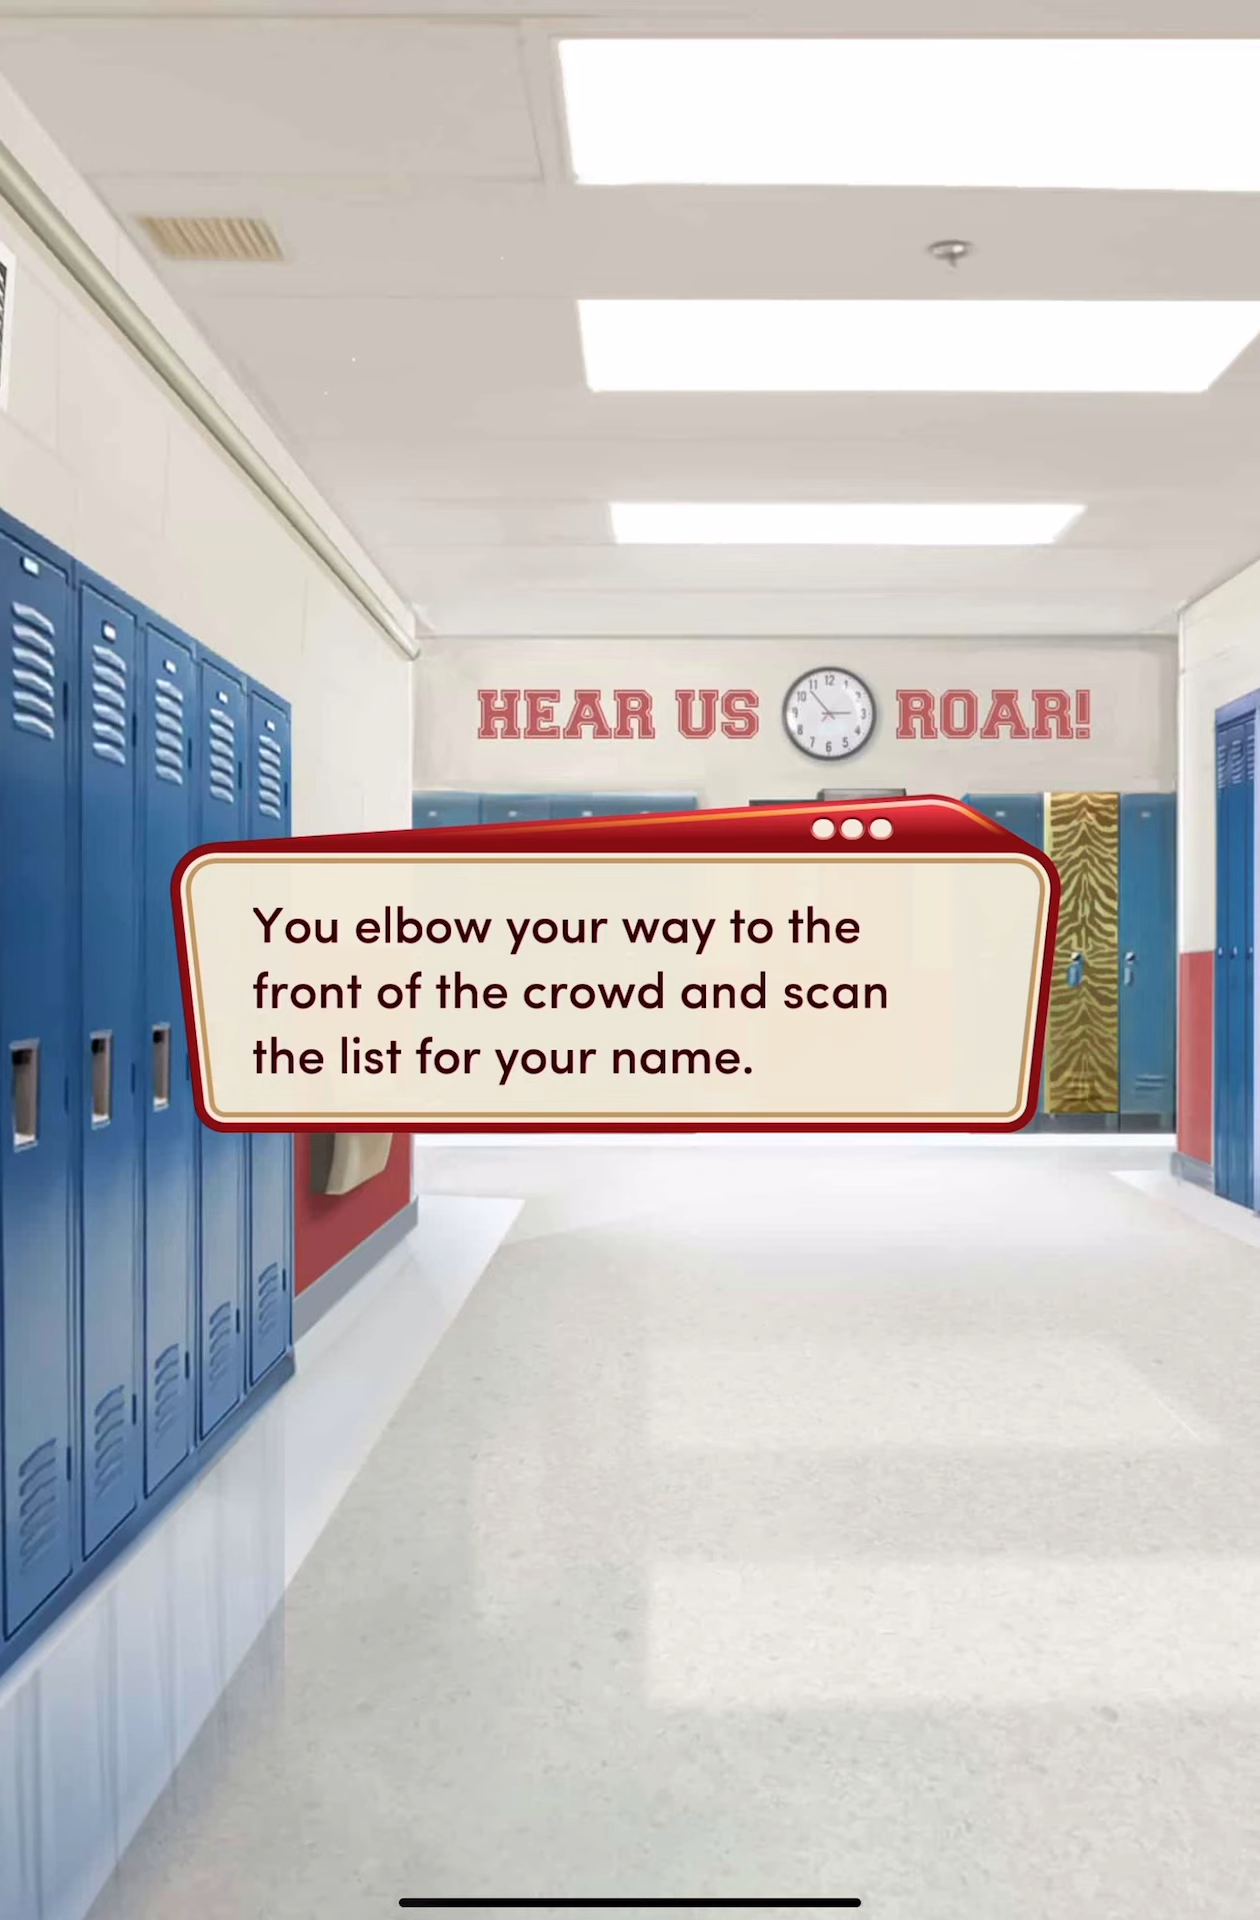 HEAR US ROAR!
You elbow your way to the
front of the crowd and scan
the list for your name.